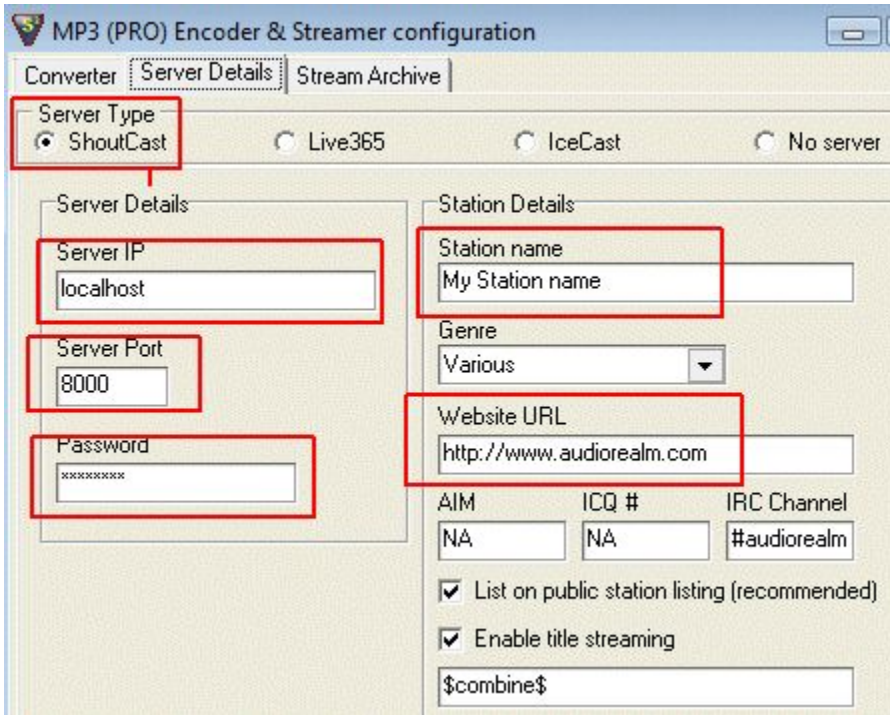 MP3 (PRO) Encoder & Streamer configuration
Converter Server Details Stream Archive
Server Type
ShoutCast Live365 IceCast No server
Server Details
Server IP
localhost
Server Port
8000
Password
********
Station Details
Station name
My Station name
Genre
Various
Website URL
http://www.audiorealm.com
AIM ICQ # IRC Channel
NA NA #audiorealm
List on public station listing (recommended)
Enable title streaming
$combine$